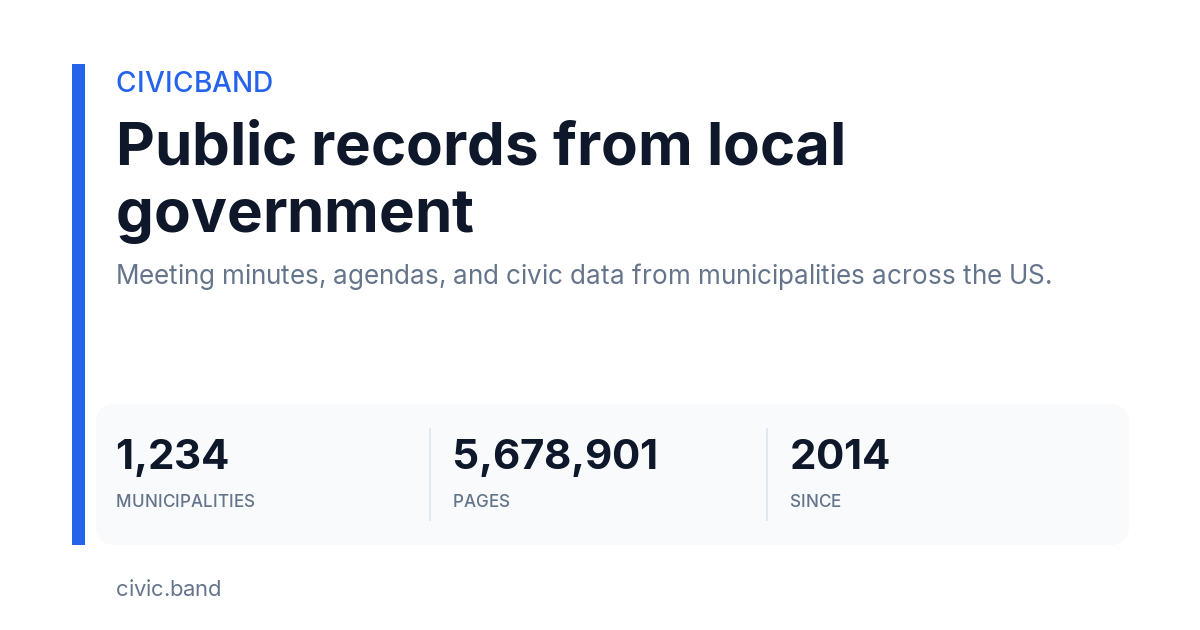 CIVICBAND
Public records from local
government
Meeting minutes, agendas, and civic data from municipalities across the US.
1,234
MUNICIPALITIES
5,678,901
PAGES
2014
SINCE
civic.band